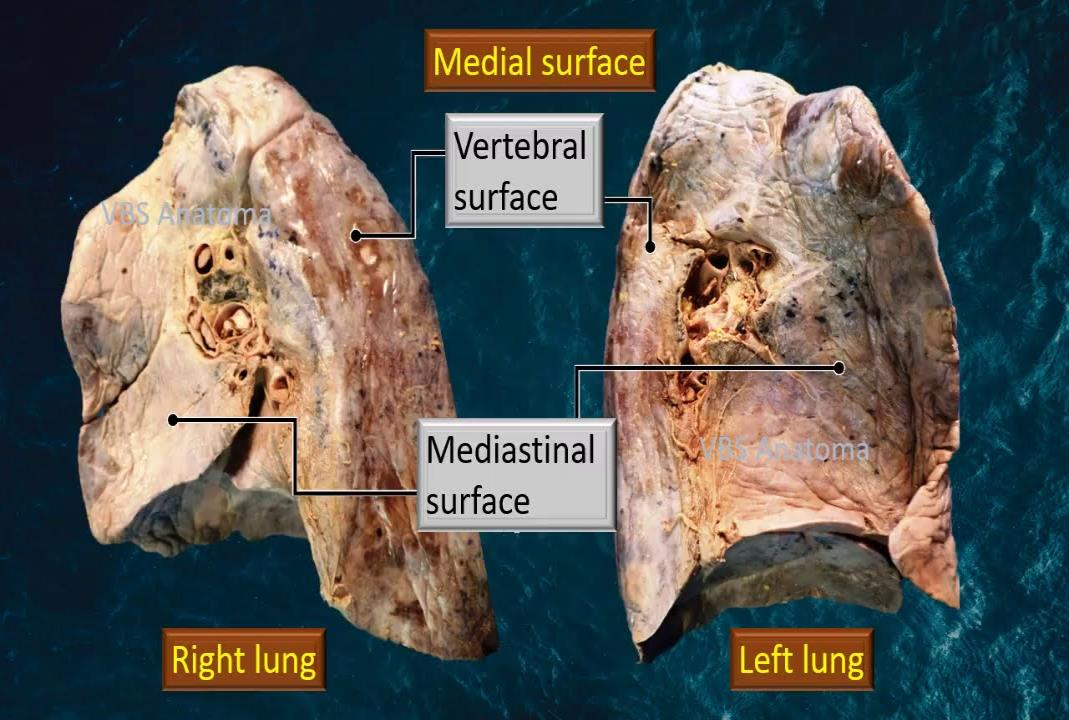 Medial surface
Vertebral
surface
VBS Anatoma
Mediastinal
surface
VBS Anatoma
Right lung
Left lung